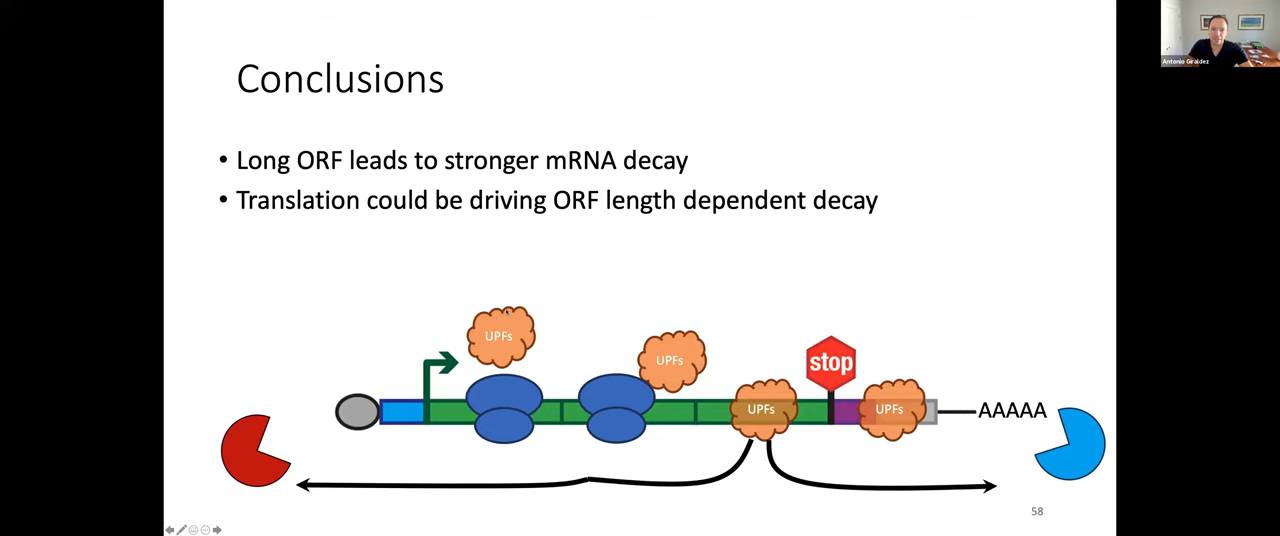 Conclusions
Antonio Giraldez
• Long ORF leads to stronger mRNA decay
• Translation could be driving ORF length dependent decay
UPFs
UPFs
stop
UPFs
UPFs
AAAAA
58